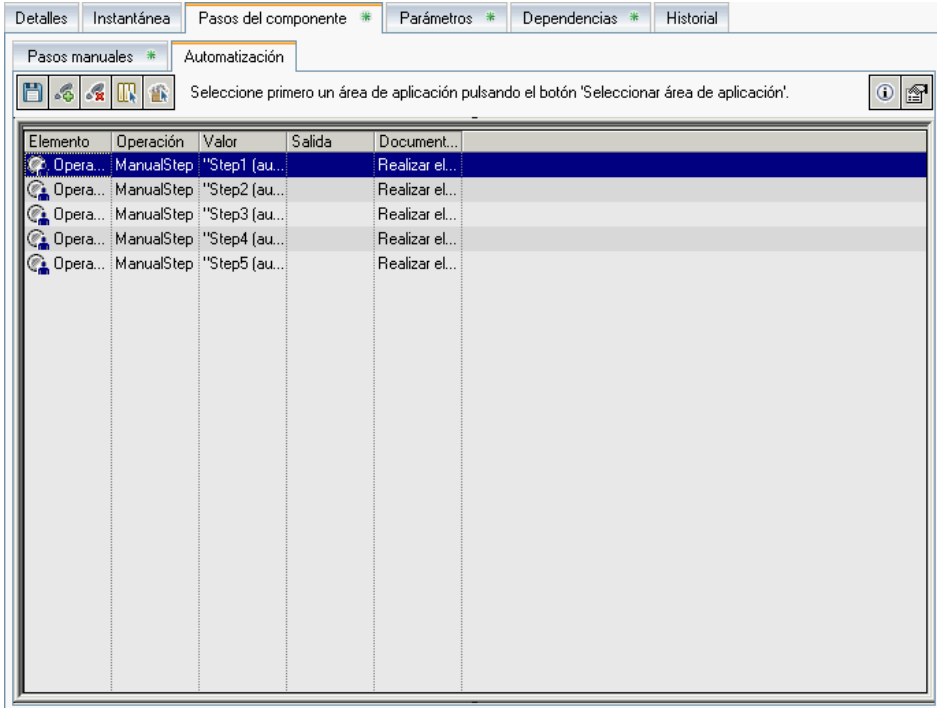 Detalles Instantánea Pasos del componente * Parámetros * Dependencias * Historial
Pasos manuales * Automatización
Seleccione primero un área de aplicación pulsando el botón 'Seleccionar área de aplicación'.
Elemento Operación Valor Salida Document...
Opera... ManualStep "Step1 (au... Realizar el...
Opera... ManualStep "Step2 (au... Realizar el...
Opera... ManualStep "Step3 (au... Realizar el...
Opera... ManualStep "Step4 (au... Realizar el...
Opera... ManualStep "Step5 (au... Realizar el...